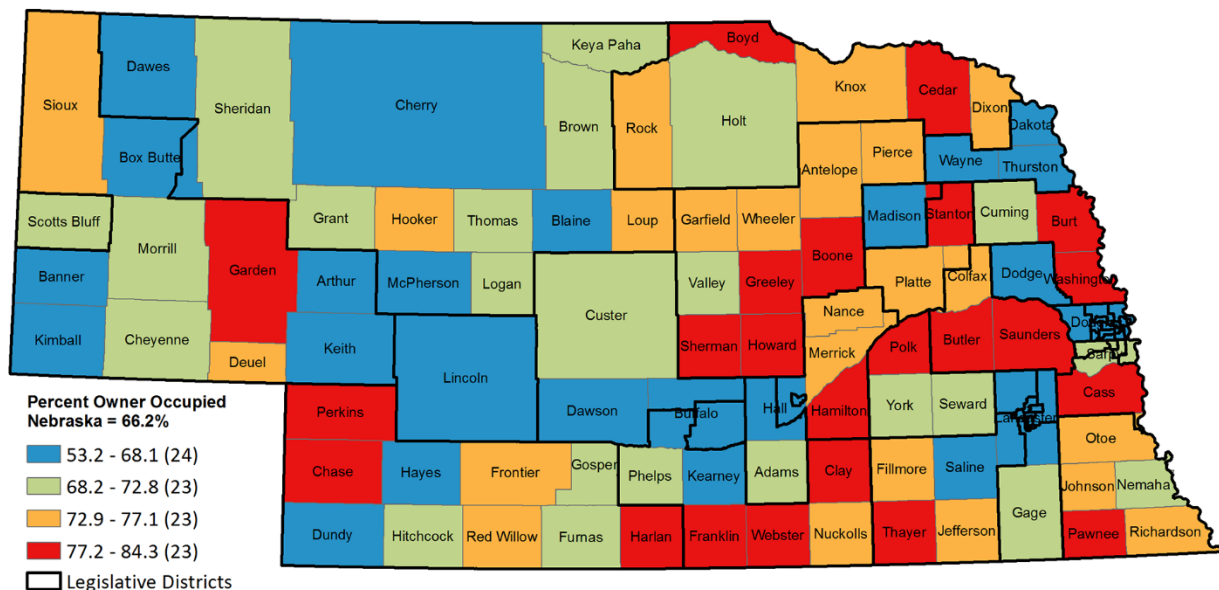 Boyd
Keya Paha
Dawes
Knox
Cedar
Cherry
Dixon
Sioux
Sheridan
Holt
Dakota
Brown
Rock
Pierce
Box Butte
Wayne
Thurston
Antelope
Scotts Bluff
Grant
Hooker
Thomas
Blaine
Loup
Garfield
Wheeler
Madison
Stanton
Cuming
Burt
Morrill
Boone
Garden
Banner
Arthur
McPherson
Logan
Valley
Greeley
Platte
Colfax
Dodge
Washington
Nance
Custer
Kimball
Cheyenne
Keith
Sherman
Howard
Merrick
Polk
Butler
Saunders
Deuel
Lincoln
Percent Owner Occupied
Nebraska = 66.2%
Perkins
Dawson
Buffalo
Hall
Hamilton
York
Seward
Cass
53.2 - 68.1 (24)
Otoe
68.2 - 72.8 (23)
Chase
Hayes
Frontier
Gosper
Phelps
Kearney
Adams
Clay
Fillmore
Saline
Johnson
Nemaha
72.9 - 77.1 (23)
Gage
Dundy
Hitchcock
Red Willow
Furnas
Harlan
Franklin
Webster
Nuckolls
Thayer
Jefferson
Pawnee
Richardson
77.2 - 84.3 (23)
Legislative Districts